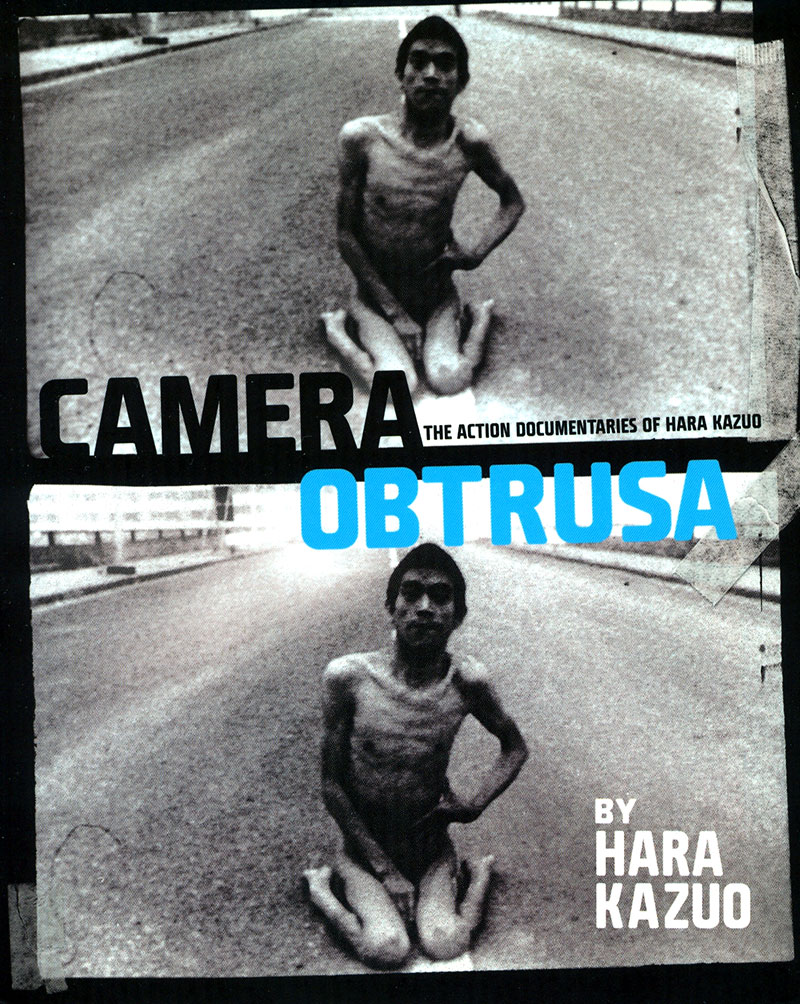 CAMERA
THE ACTION DOCUMENTARIES OF HARA KAZUO
OBTRUSA
BY
HARA
KAZUO